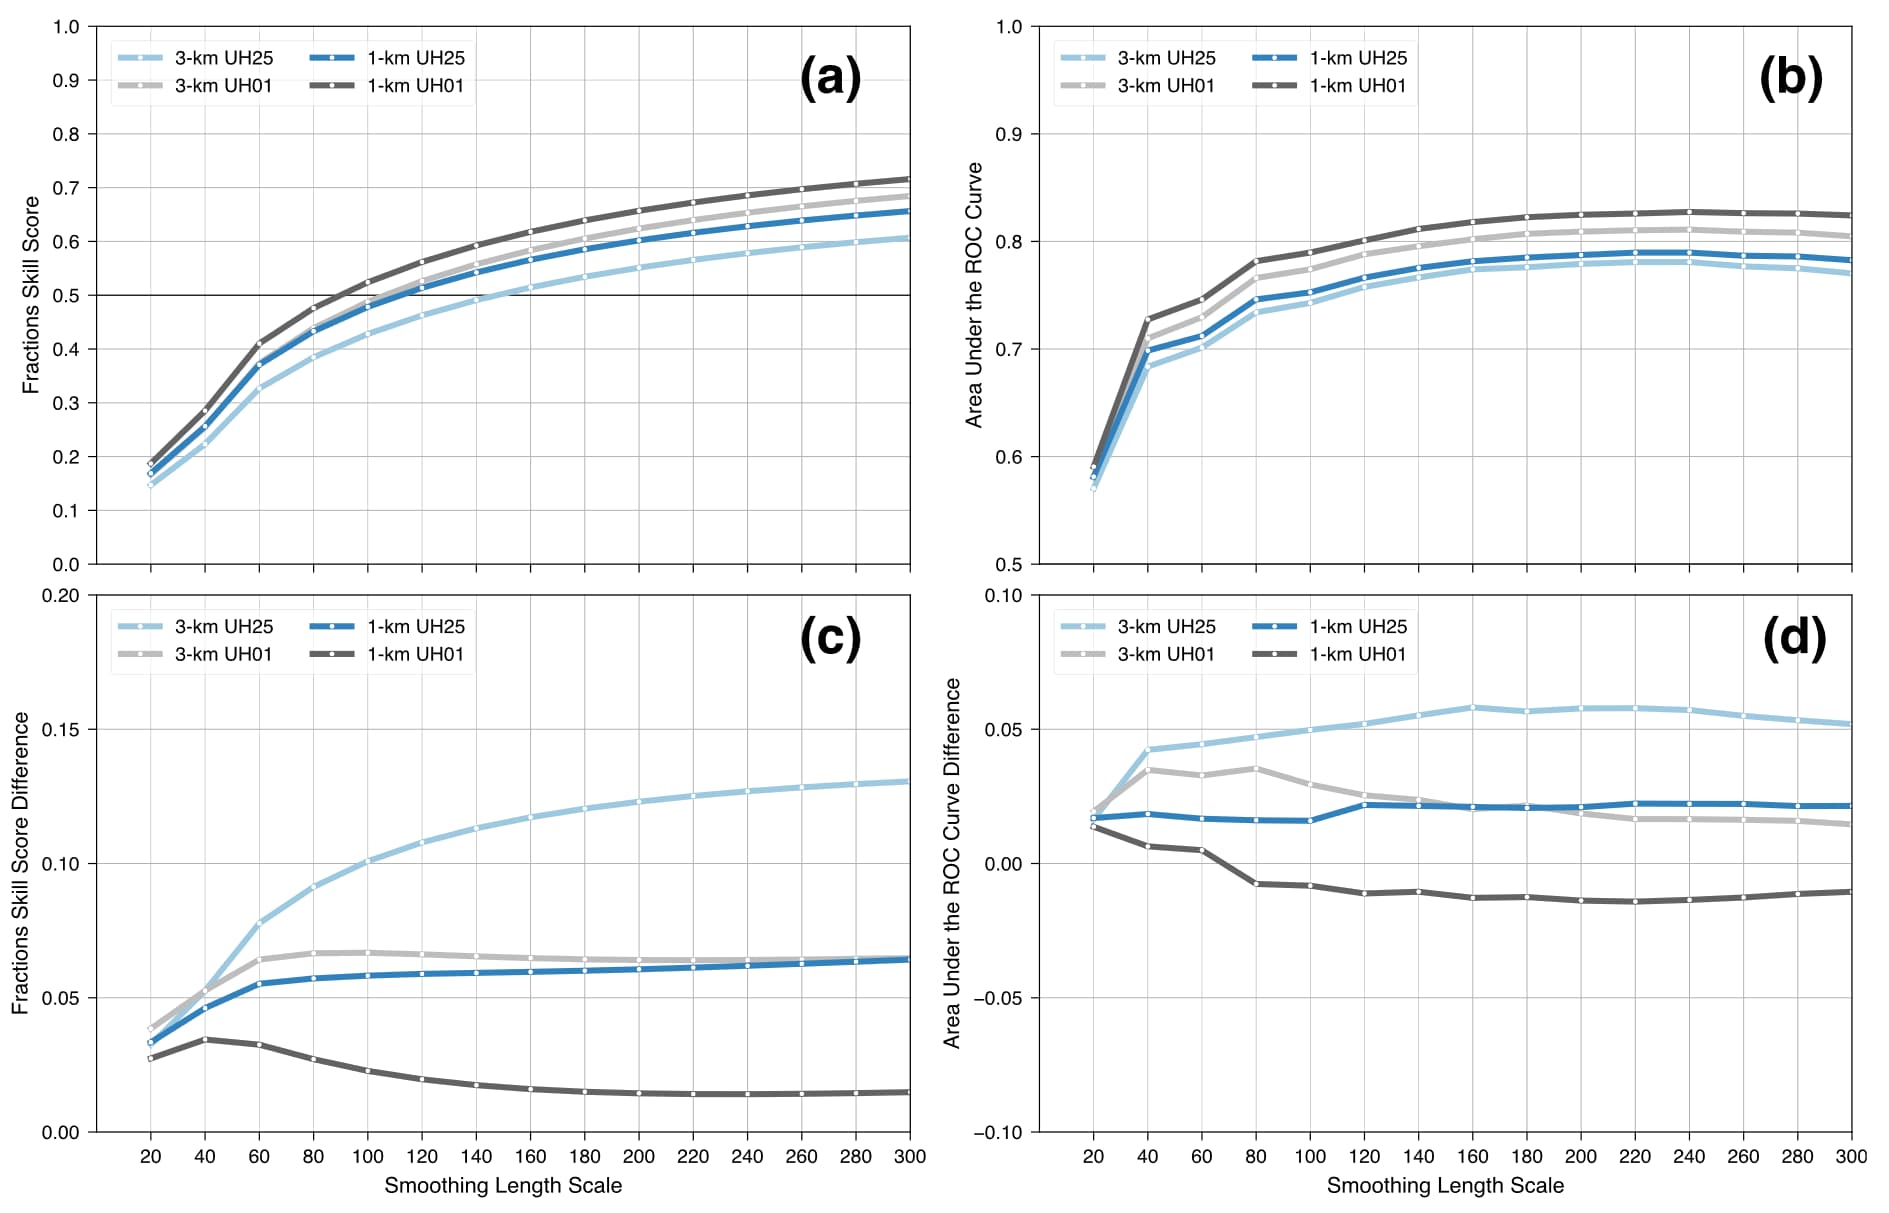 1.0
0.9
0.8
0.7
0.6
0.5
0.4
0.3
0.2
0.1
0.0
Fractions Skill Score
3-km UH25 1-km UH25
3-km UH01 1-km UH01
(a)
1.0
0.9
0.8
0.7
0.6
0.5
Area Under the ROC Curve
3-km UH25 1-km UH25
3-km UH01 1-km UH01
(b)
0.20
0.15
0.10
0.05
0.00
Fractions Skill Score Difference
3-km UH25 1-km UH25
3-km UH01 1-km UH01
(c)
20 40 60 80 100 120 140 160 180 200 220 240 260 280 300
Smoothing Length Scale
0.10
0.05
0.00
−0.05
−0.10
Area Under the ROC Curve Difference
3-km UH25 1-km UH25
3-km UH01 1-km UH01
(d)
20 40 60 80 100 120 140 160 180 200 220 240 260 280 300
Smoothing Length Scale